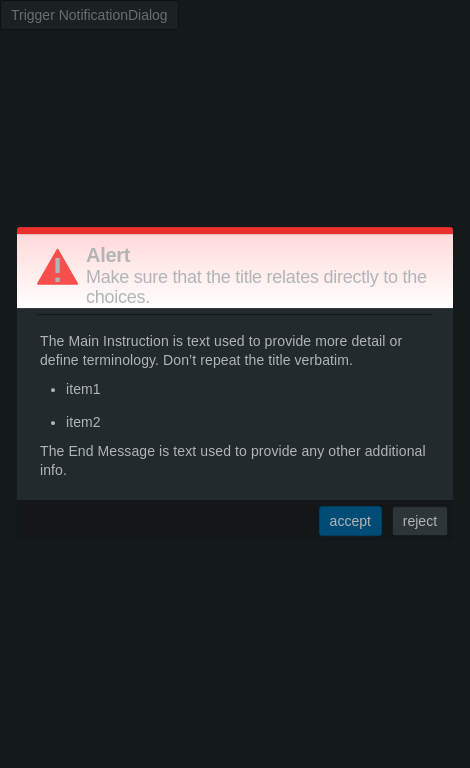 Trigger NotificationDialog
Alert
Make sure that the title relates directly to the
choices.
The Main Instruction is text used to provide more detail or
define terminology. Don’t repeat the title verbatim.
item1
item2
The End Message is text used to provide any other additional
info.
accept
reject